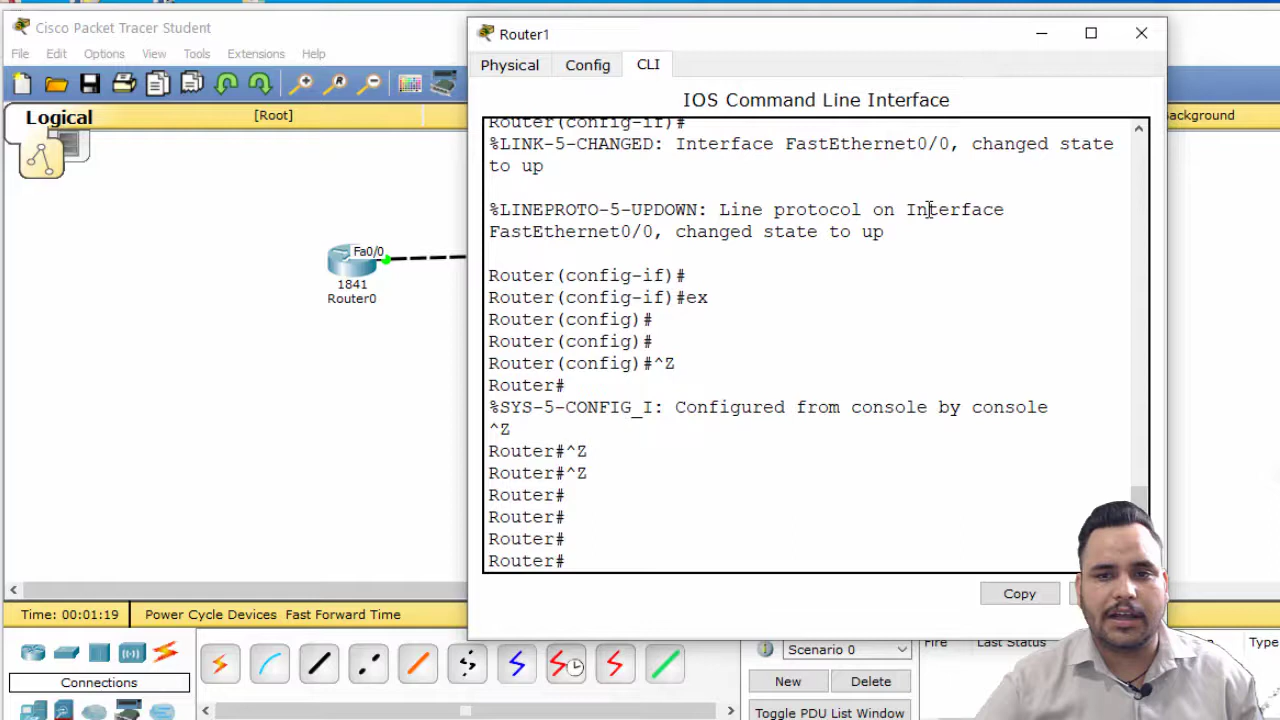 Cisco Packet Tracer Student
File Edit Options View Tools Extensions Help
Logical
[Root]
ackground
Fa0/0
1841
Router0
Router1
Physical Config CLI
IOS Command Line Interface
Router(config-if)#
%LINK-5-CHANGED: Interface FastEthernet0/0, changed state
to up
%LINEPROTO-5-UPDOWN: Line protocol on Interface
FastEthernet0/0, changed state to up
Router(config-if)#
Router(config-if)#ex
Router(config)#
Router(config)#
Router(config)#^Z
Router#
%SYS-5-CONFIG_I: Configured from console by console
^Z
Router#^Z
Router#^Z
Router#
Router#
Router#
Router#
Copy
Time: 00:01:19 Power Cycle Devices Fast Forward Time
Connections
Scenario 0
New Delete
Toggle PDU List Window
Fire Last Status Type